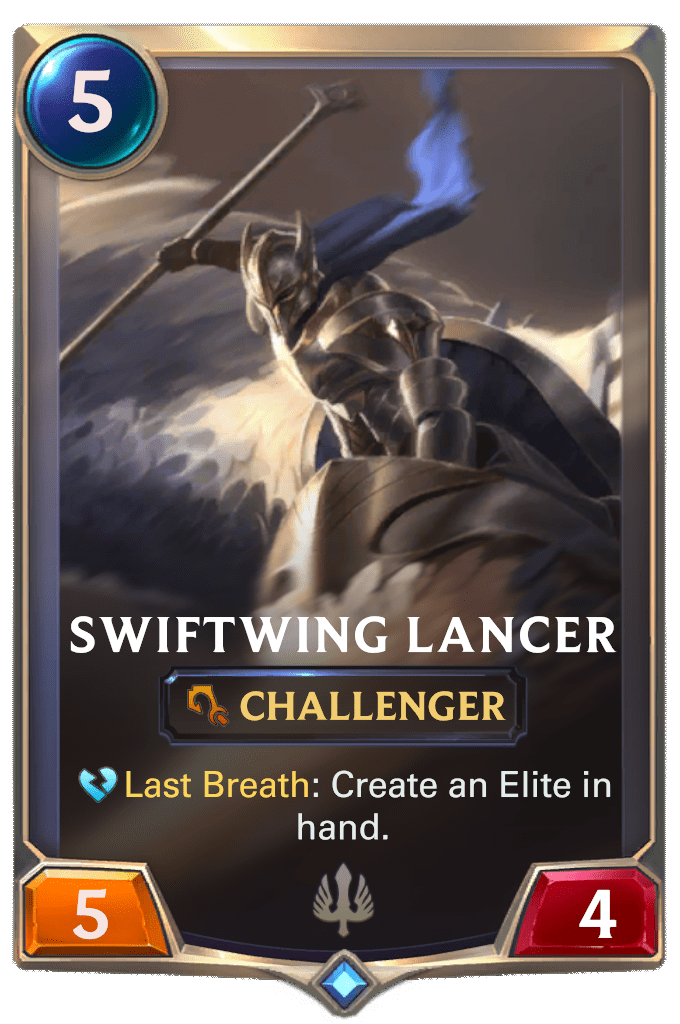 5
SWIFTWING LANCER
CHALLENGER
Last Breath: Create an Elite in
hand.
5
4